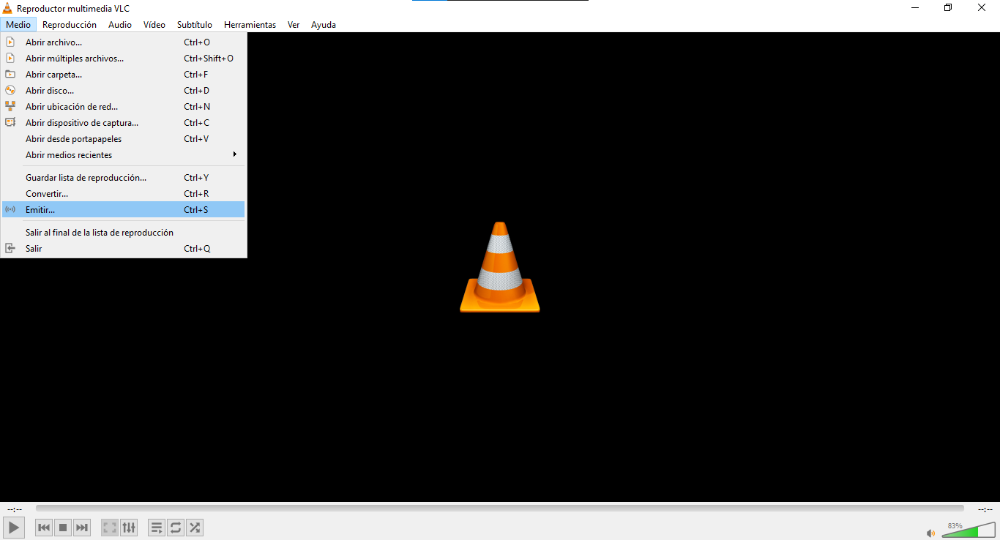 Reproductor multimedia VLC
Medio Reproducción Audio Vídeo Subtítulo Herramientas Ver Ayuda
Abrir archivo... Ctrl+O
Abrir múltiples archivos... Ctrl+Shift+O
Abrir carpeta... Ctrl+F
Abrir disco... Ctrl+D
Abrir ubicación de red... Ctrl+N
Abrir dispositivo de captura... Ctrl+C
Abrir desde portapapeles Ctrl+V
Abrir medios recientes
Guardar lista de reproducción... Ctrl+Y
Convertir... Ctrl+R
Emitir... Ctrl+S
Salir al final de la lista de reproducción
Salir Ctrl+Q
--:-- --:--
83%